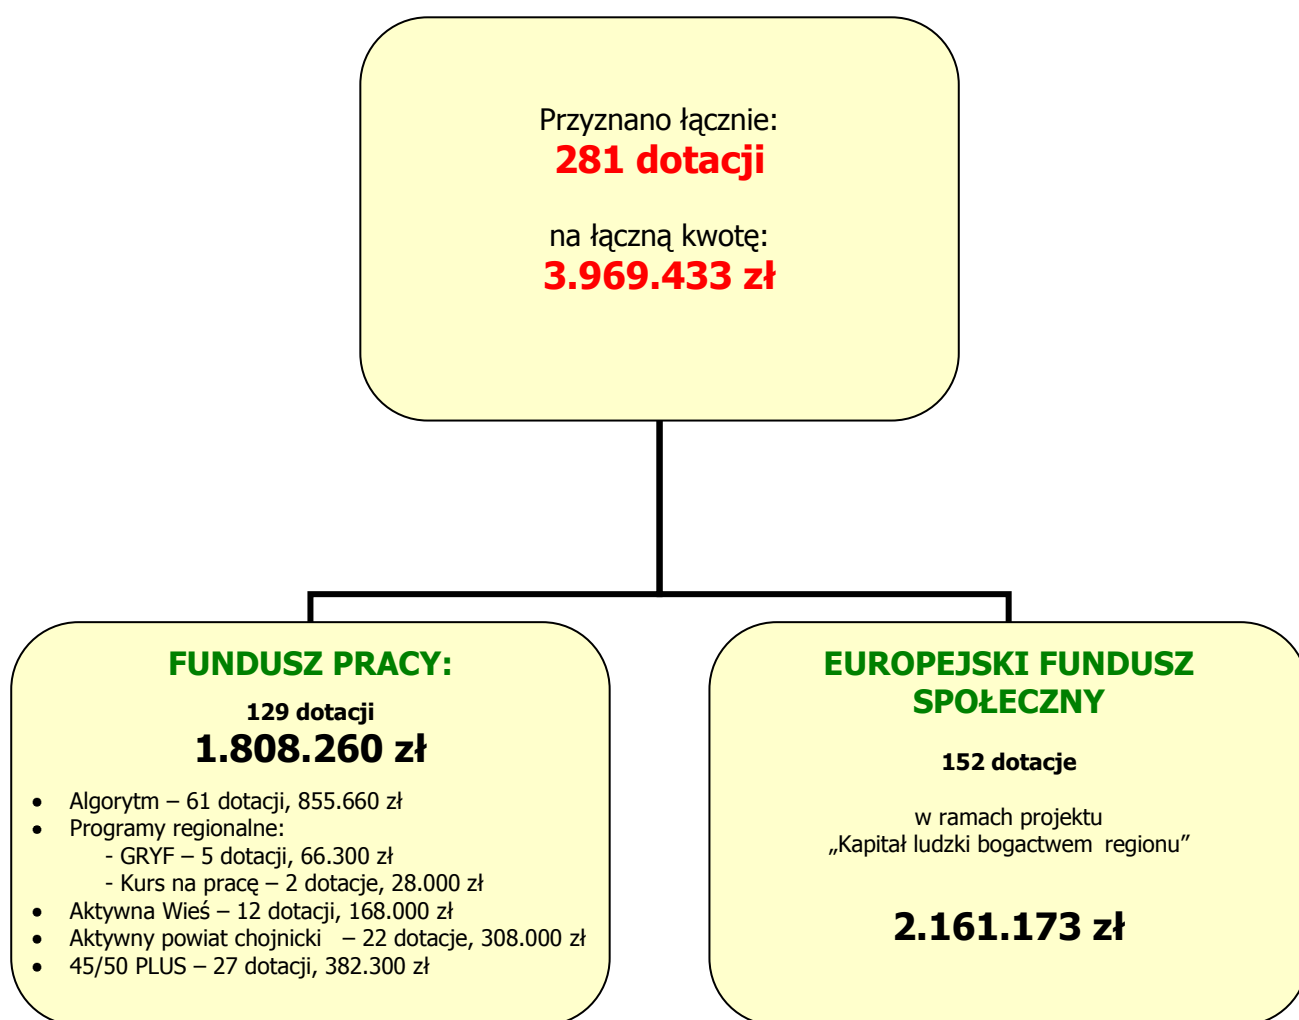 Przyznano łącznie:
281 dotacji
na łączną kwotę:
3.969.433 zł
FUNDUSZ PRACY:
129 dotacji
1.808.260 zł
• Algorytm – 61 dotacji, 855.660 zł
• Programy regionalne:
- GRYF – 5 dotacji, 66.300 zł
- Kurs na pracę – 2 dotacje, 28.000 zł
• Aktywna Wieś – 12 dotacji, 168.000 zł
• Aktywny powiat chojnicki – 22 dotacje, 308.000 zł
• 45/50 PLUS – 27 dotacji, 382.300 zł
EUROPEJSKI FUNDUSZ
SPOŁECZNY
152 dotacje
w ramach projektu
„Kapitał ludzki bogactwem regionu”
2.161.173 zł